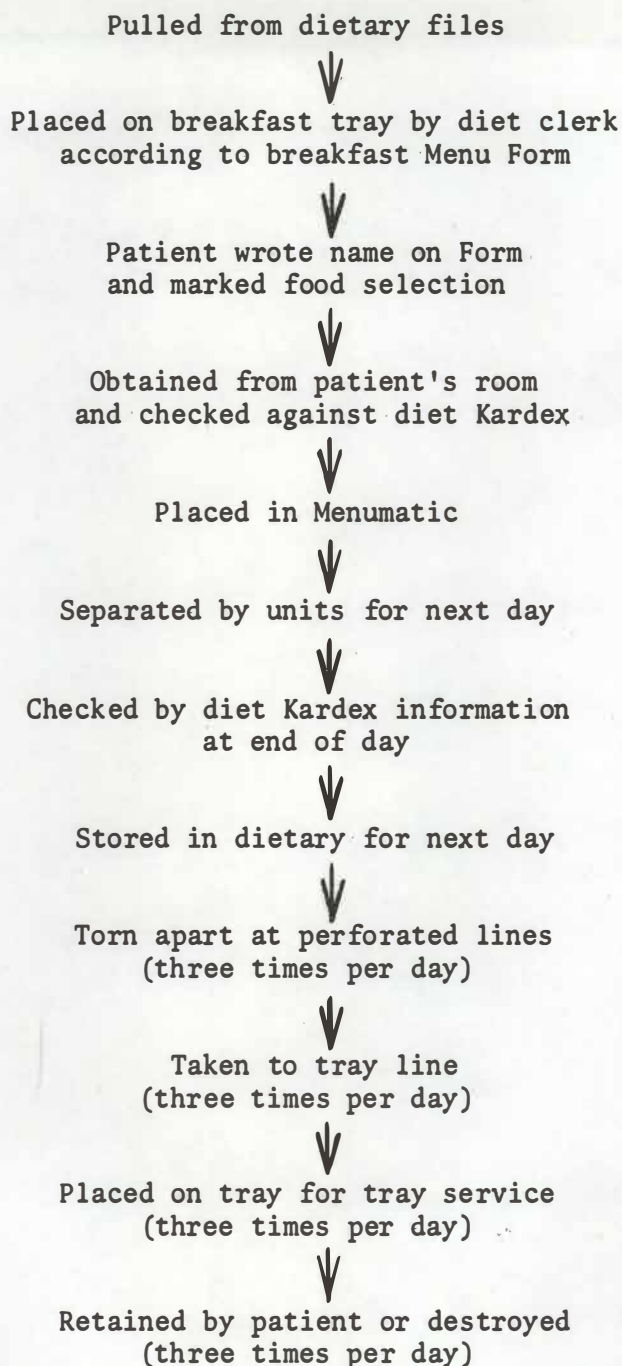 Pulled from dietary files
Placed on breakfast tray by diet clerk
according to breakfast Menu Form
Patient wrote name on Form
and marked food selection
Obtained from patient's room
and checked against diet Kardex
Placed in Menumatic
Separated by units for next day
Checked by diet Kardex information
at end of day
Stored in dietary for next day
Torn apart at perforated lines
(three times per day)
Taken to tray line
(three times per day)
Placed on tray for tray service
(three times per day)
Retained by patient or destroyed
(three times per day)